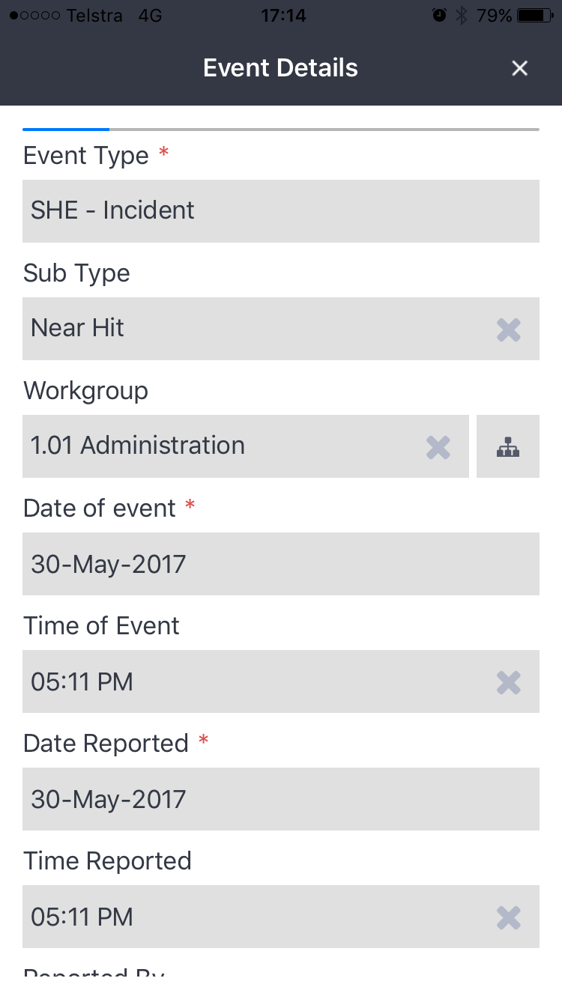 Telstra 4G 17:14 79%
Event Details
Event Type *
SHE - Incident
Sub Type
Near Hit
Workgroup
1.01 Administration
Date of event *
30-May-2017
Time of Event
05:11 PM
Date Reported *
30-May-2017
Time Reported
05:11 PM
Reported By